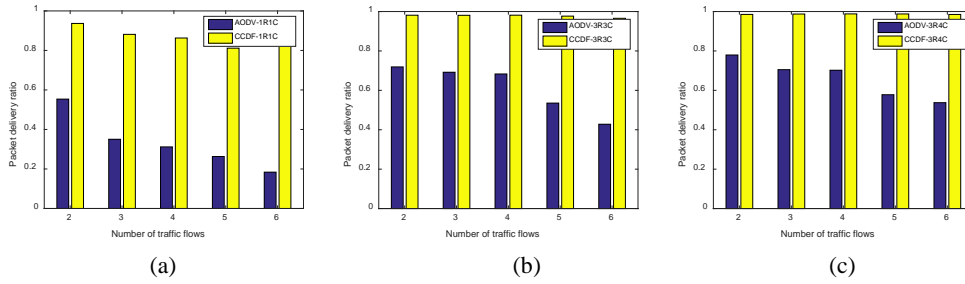 1
0.8
0.6
0.4
0.2
0
Packet delivery ratio
AODV-1R1C
CCDF-1R1C
2 3 4 5 6
Number of traffic flows
(a)
1
0.8
0.6
0.4
0.2
0
Packet delivery ratio
AODV-3R3C
CCDF-3R3C
2 3 4 5 6
Number of traffic flows
(b)
1
0.8
0.6
0.4
0.2
0
Packet delivery ratio
AODV-3R4C
CCDF-3R4C
2 3 4 5 6
Number of traffic flows
(c)